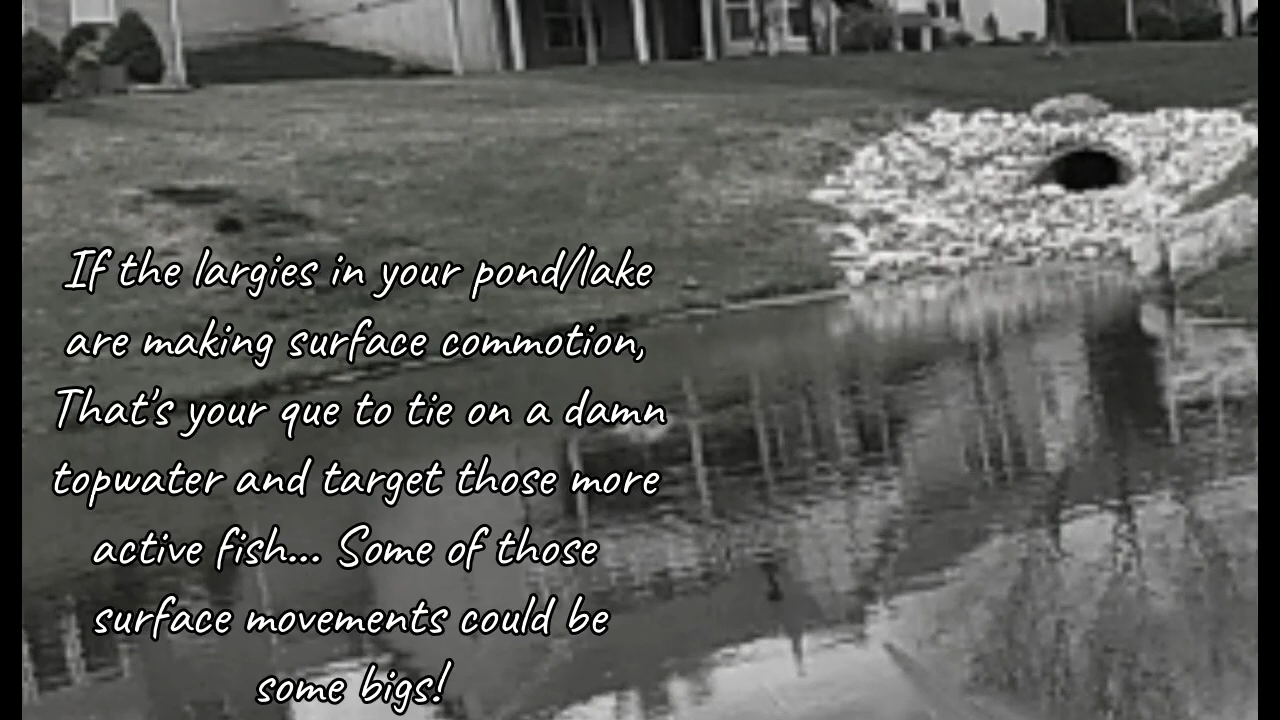 If the largies in your pond/lake
are making surface commotion,
That's your que to tie on a damn
topwater and target those more
active fish... Some of those
surface movements could be
some bigs!